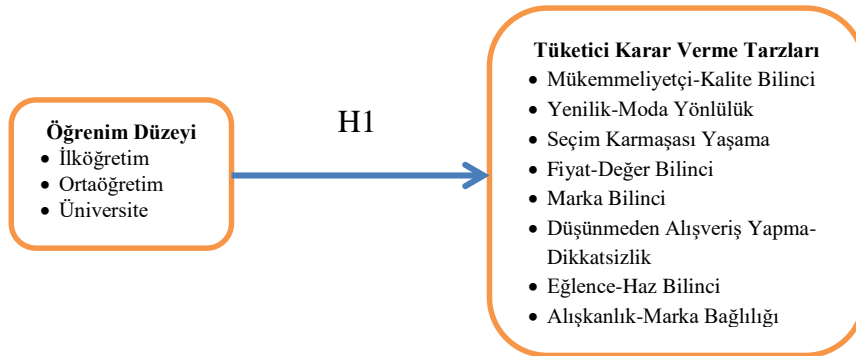 Öğrenim Düzeyi
• İlköğretim
• Ortaöğretim
• Üniversite
H1
Tüketici Karar Verme Tarzları
• Mükemmeliyetçi-Kalite Bilinci
• Yenilik-Moda Yönlülük
• Seçim Karmaşası Yaşama
• Fiyat-Değer Bilinci
• Marka Bilinci
• Düşünmeden Alışveriş Yapma-
Dikkatsizlik
• Eğlence-Haz Bilinci
• Alışkanlık-Marka Bağlılığı